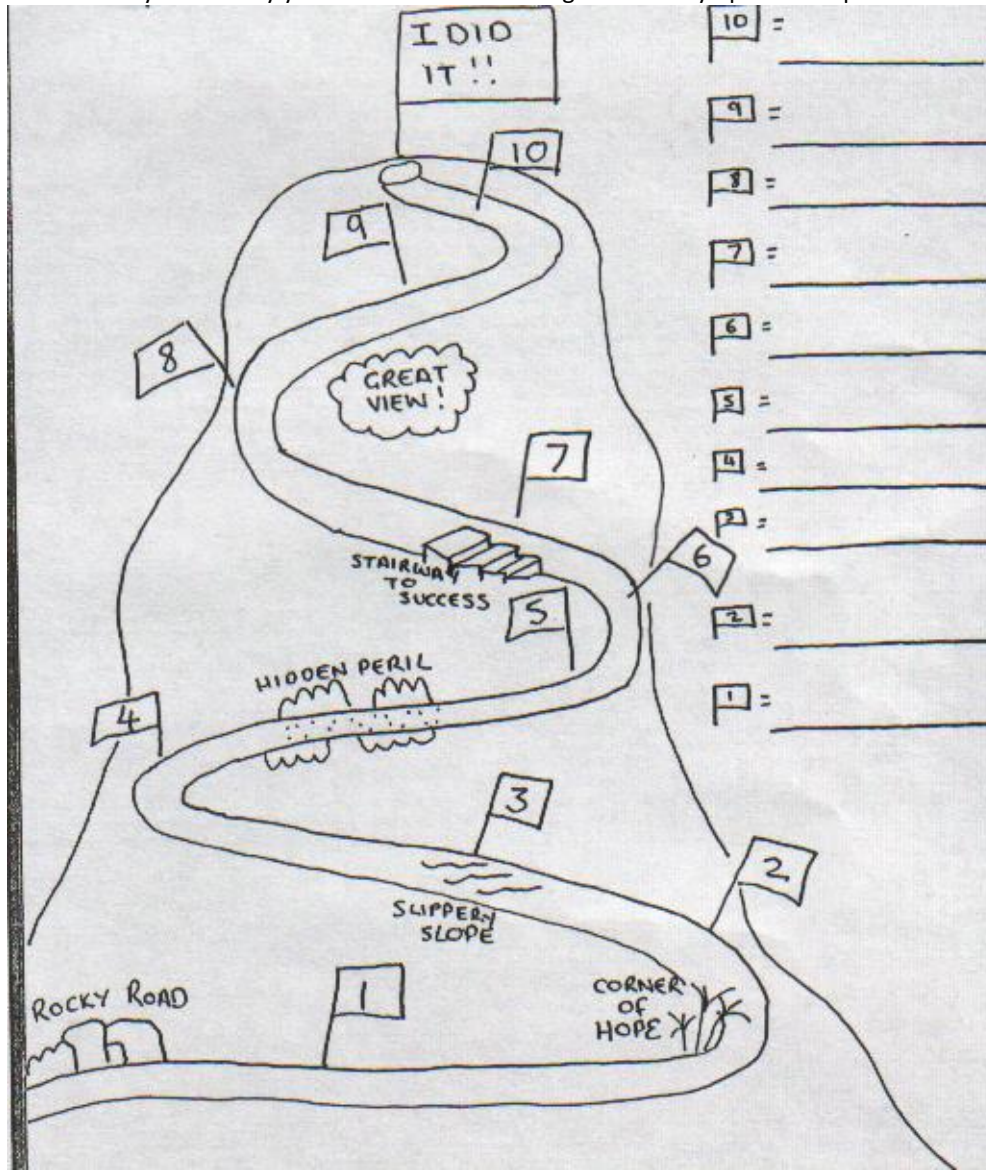 I DID
IT!!
10 =
9 =
8 =
7 =
6 =
5 =
4 =
3 =
2 =
1 =
10
9
8
GREAT
VIEW!
7
STAIRWAY
TO
SUCCESS
6
5
HIDDEN PERIL
4
3
SLIPPERY
SLOPE
2
CORNER
OF
HOPE
1
ROCKY ROAD